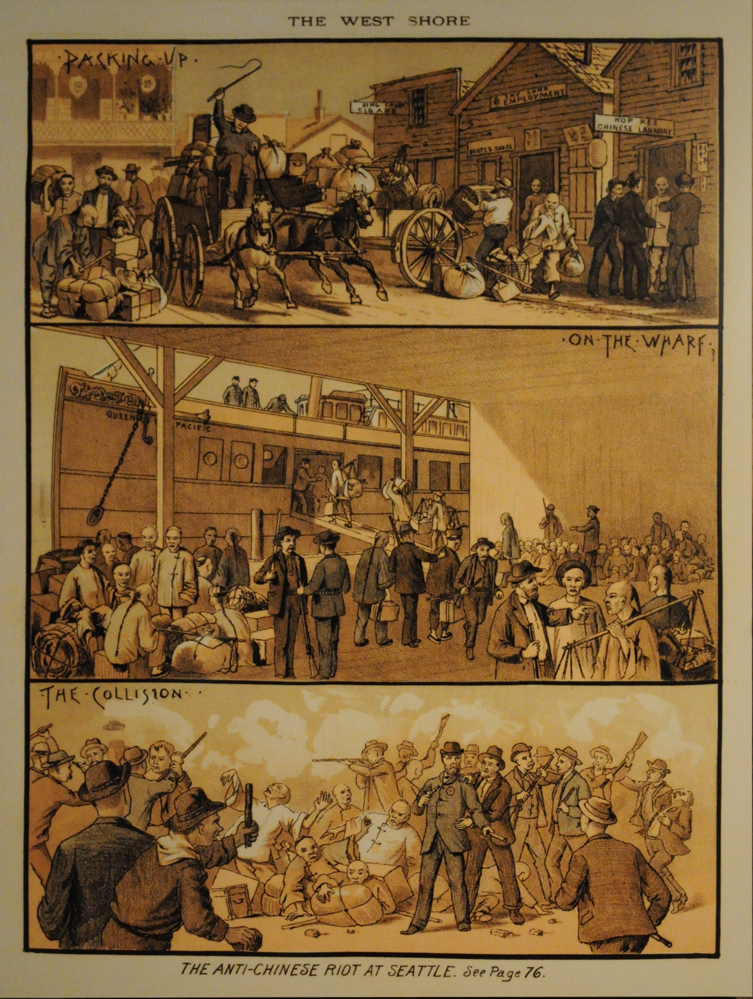 THE WEST SHORE
·PACKING·UP·
CIGARS
EMPLOYMENT
BOOTS & SHOES
HOP KEE
CHINESE LAUNDRY
·ON·THE·WHARF·
QUEEN
PACIFIC
·THE·COLLISION·
THE ANTI-CHINESE RIOT AT SEATTLE. See Page 76.